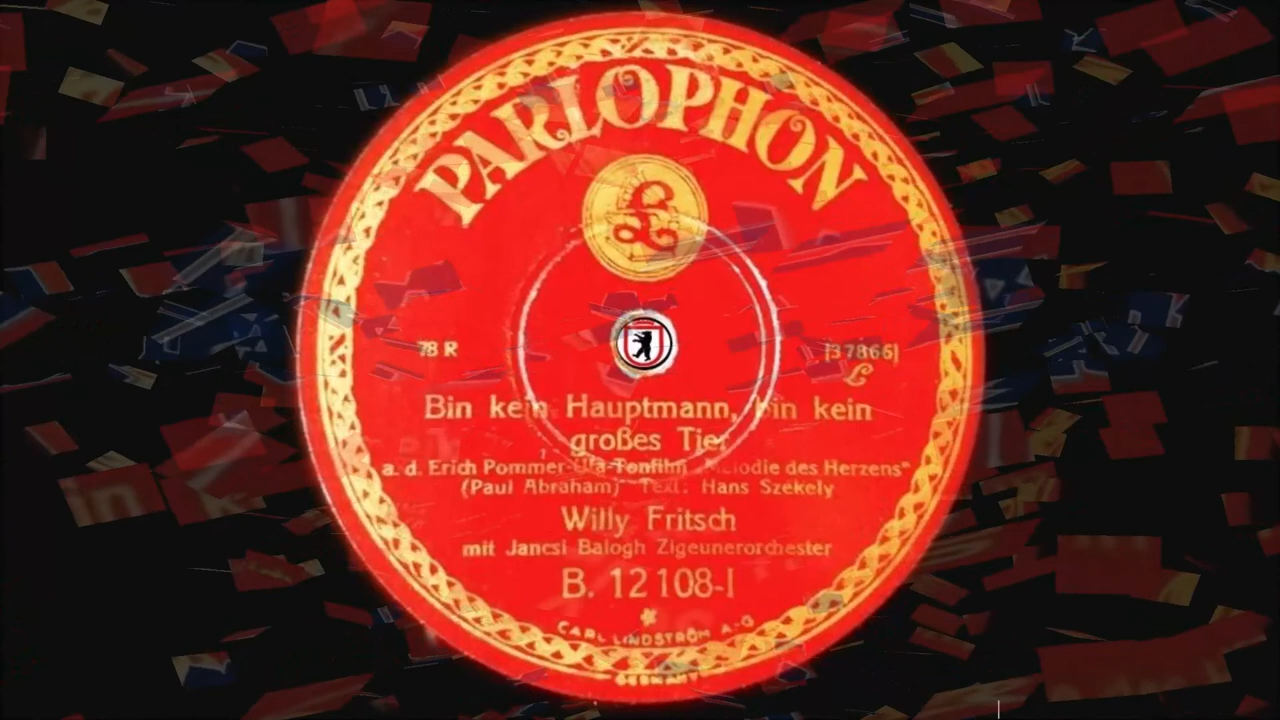 PARLOPHON
£
78 R
[37866]
L
Bin kein Hauptmann, bin kein
großes Tier
a. d. Erich Pommer-Ufa-Tonfilm „Melodie des Herzens"
(Paul Abraham) Text: Hans Székely
Willy Fritsch
mit Jancsi Balogh Zigeunerorchester
B. 12108-I
CARL LINDSTRÖM A-G
GERMANY